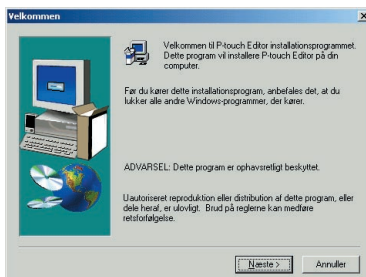 Velkommen
Velkommen til P-touch Editor installationsprogrammet.
Dette program vil installere P-touch Editor på din
computer.
Før du kører dette installationsprogram, anbefales det, at du
lukker alle andre Windows-programmer, der kører.
ADVARSEL: Dette program er ophavsretligt beskyttet.
Uautoriseret reproduktion eller distribution af dette program, eller
dele heraf, er ulovligt. Brud på reglerne kan medføre
retsforfølgelse.
Næste > Annuller